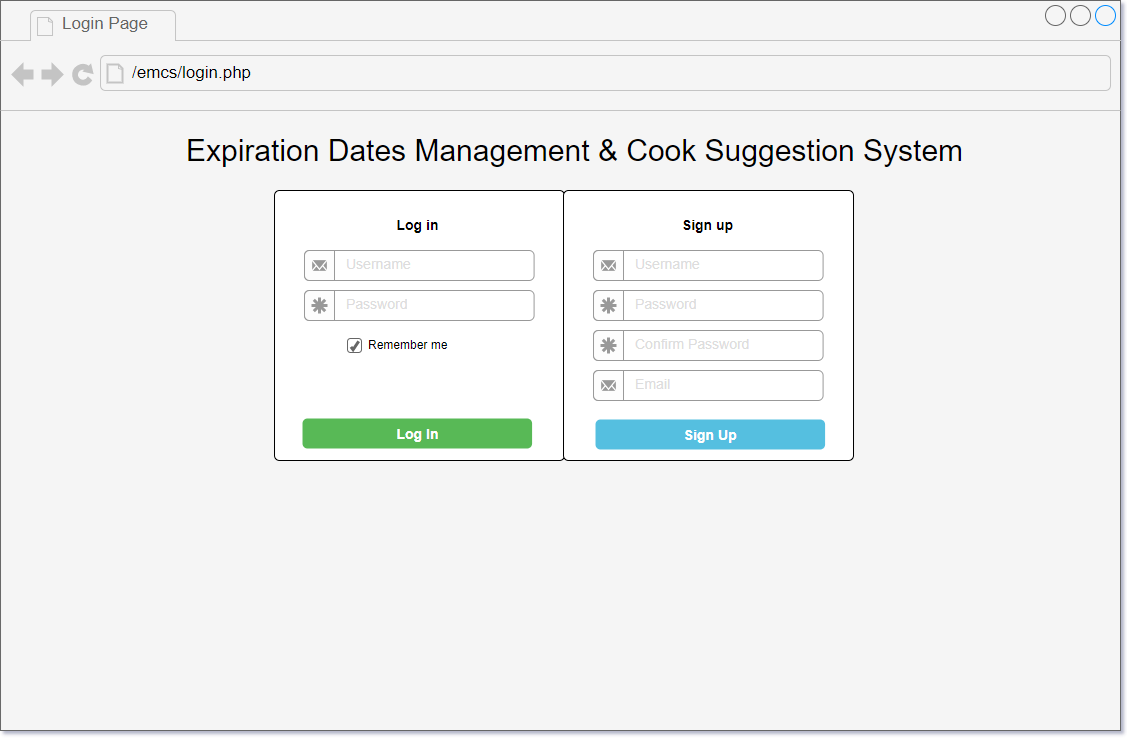 Login Page
/emcs/login.php
Expiration Dates Management & Cook Suggestion System
Log in
Username
Password
Remember me
Log In
Sign up
Username
Password
Confirm Password
Email
Sign Up